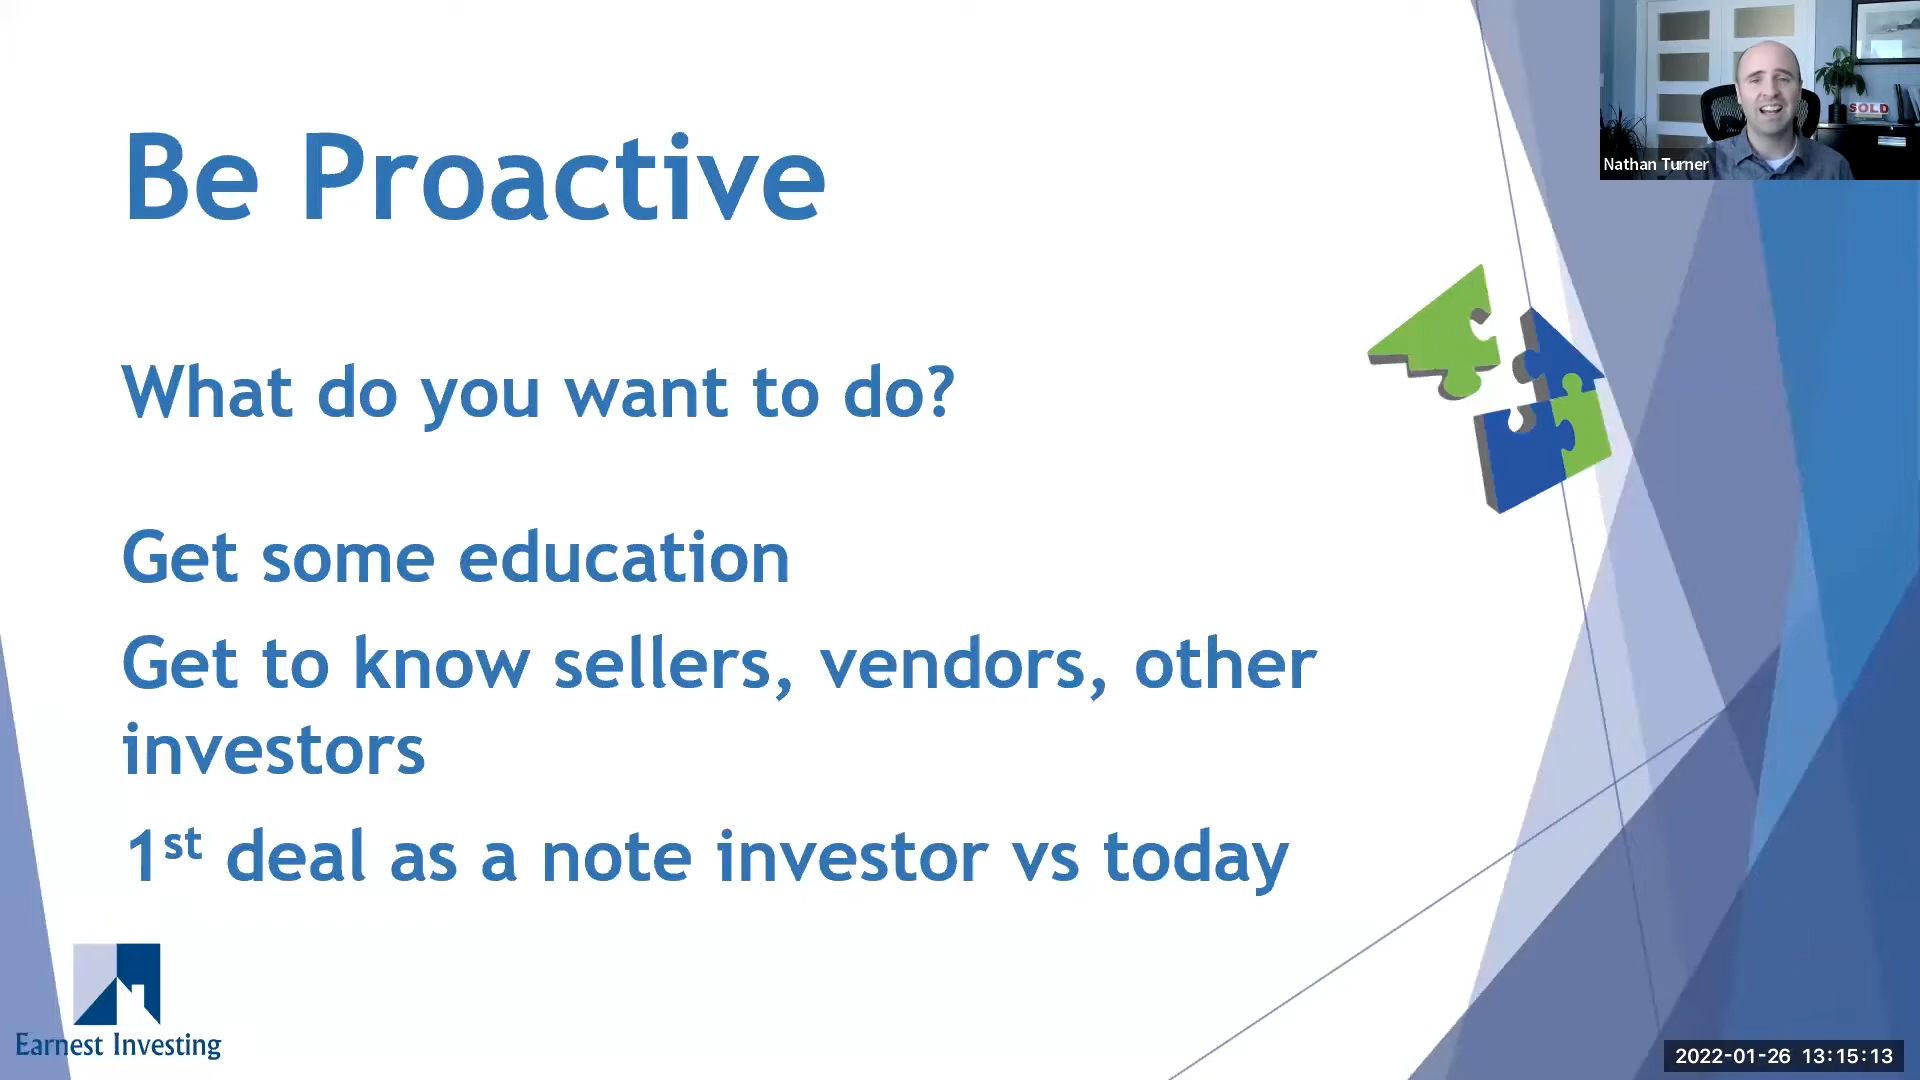 Be Proactive
SOLD
Nathan Turner
What do you want to do?
Get some education
Get to know sellers, vendors, other
investors
1st deal as a note investor vs today
Earnest Investing
2022-01-26 13:15:13